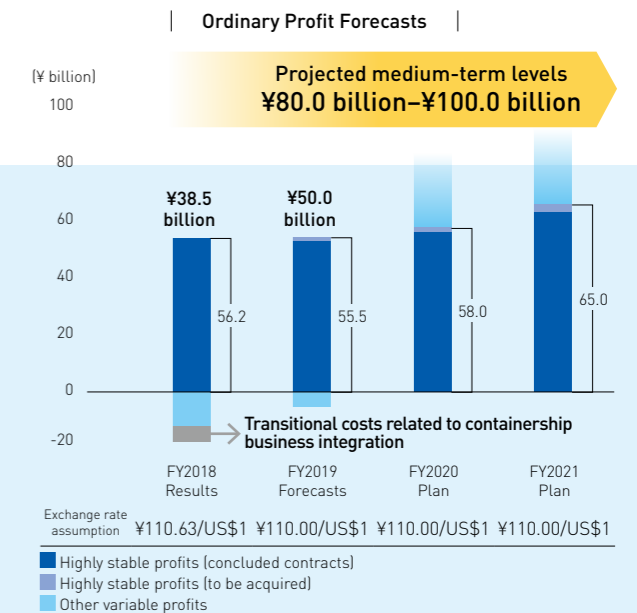 Ordinary Profit Forecasts
(¥ billion)
Projected medium-term levels
¥80.0 billion–¥100.0 billion
100
80
60
40
20
0
-20
¥38.5
billion
¥50.0
billion
56.2
55.5
58.0
65.0
Transitional costs related to containership
business integration
FY2018
Results
FY2019
Forecasts
FY2020
Plan
FY2021
Plan
Exchange rate
assumption
¥110.63/US$1 ¥110.00/US$1 ¥110.00/US$1 ¥110.00/US$1
Highly stable profits (concluded contracts)
Highly stable profits (to be acquired)
Other variable profits